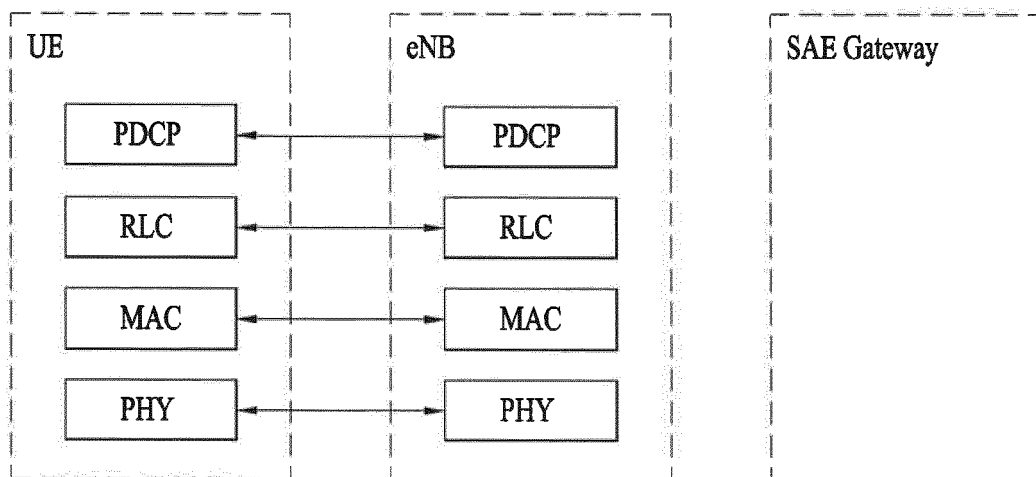 UE
eNB
SAE Gateway
PDCP
PDCP
RLC
RLC
MAC
MAC
PHY
PHY